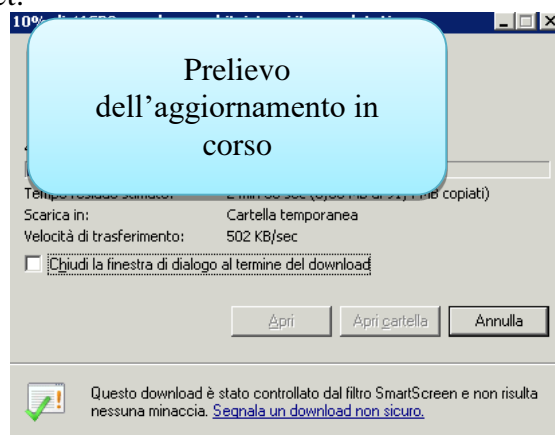 10%
Prelievo
dell’aggiornamento in
corso
copiati)
Scarica in: Cartella temporanea
Velocità di trasferimento: 502 KB/sec
Chiudi la finestra di dialogo al termine del download
Apri Apri cartella Annulla
Questo download è stato controllato dal filtro SmartScreen e non risulta
nessuna minaccia. Segnala un download non sicuro.